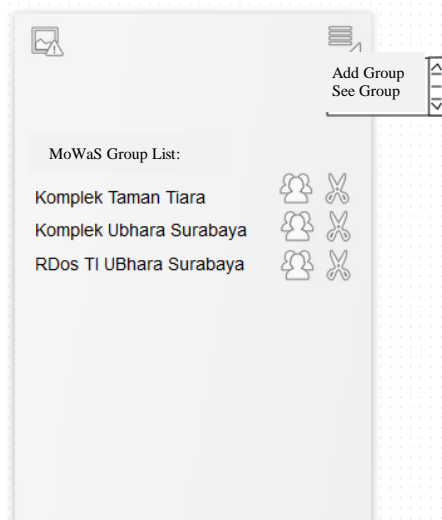 Add Group
See Group
MoWaS Group List:
Komplek Taman Tiara
Komplek Ubhara Surabaya
RDos TI UBhara Surabaya